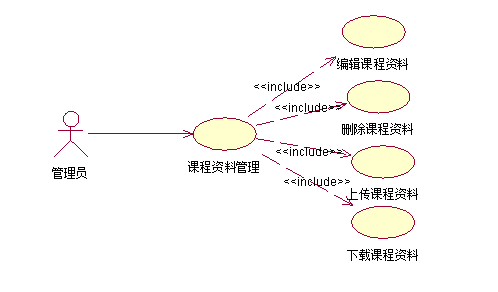 编辑课程资料
<<include>>
<<include>>
删除课程资料
管理员
课程资料管理
<<include>>
上传课程资料
<<include>>
下载课程资料